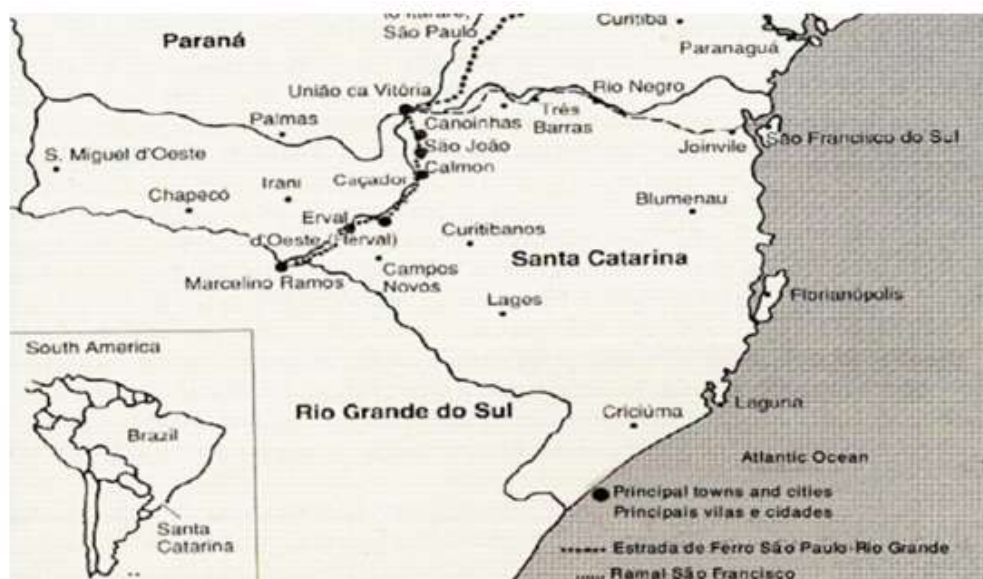 São Paulo
Curitiba
Paraná
Paranaguá
União ca Vitória
Rio Negro
Palmas
Canoinhas
Três
Barras
São Francisco do Sul
São João
Joinvile
S. Miguel d'Oeste
Calmon
Caçador
Irani
Chapecó
Blumenau
Erval
d'Oeste (Herval)
Curitibanos
Santa Catarina
Marcelino Ramos
Campos
Novos
Lages
Florianópolis
South America
Brazil
Santa
Catarina
Rio Grande do Sul
Criciúma
Laguna
Atlantic Ocean
Principal towns and cities
Principais vilas e cidades
Estrada de Ferro São Paulo-Rio Grande
Ramal São Francisco